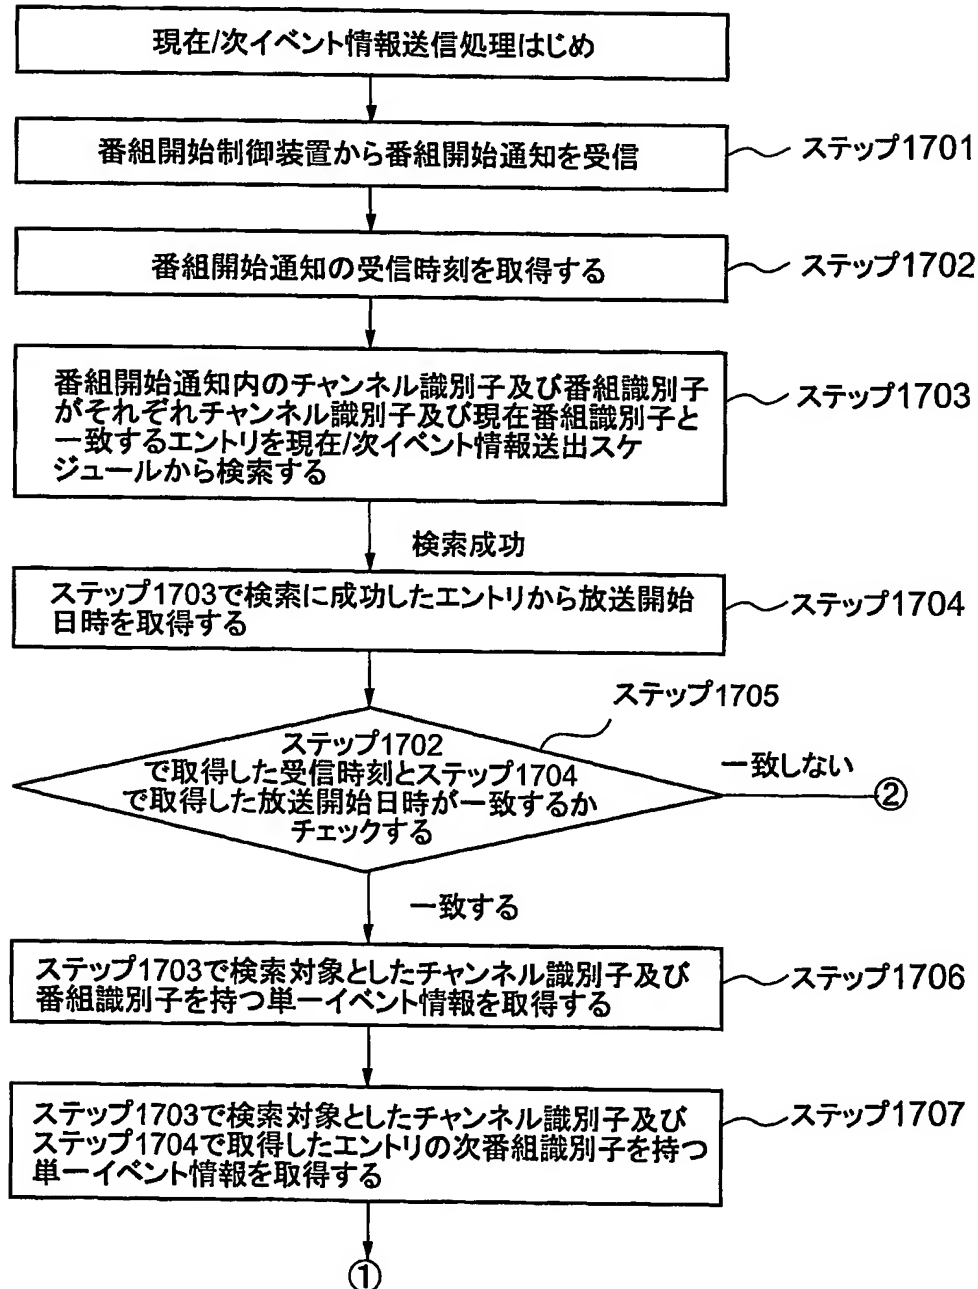 現在/次イベント情報送信処理はじめ
番組開始制御装置から番組開始通知を受信
ステップ1701
番組開始通知の受信時刻を取得する
ステップ1702
番組開始通知内のチャンネル識別子及び番組識別子
がそれぞれチャンネル識別子及び現在番組識別子と
一致するエントリを現在/次イベント情報送出スケ
ジュールから検索する
ステップ1703
検索成功
ステップ1703で検索に成功したエントリから放送開始
日時を取得する
ステップ1704
ステップ1705
ステップ1702
で取得した受信時刻とステップ1704
で取得した放送開始日時が一致するか
チェックする
一致しない
②
一致する
ステップ1703で検索対象としたチャンネル識別子及び
番組識別子を持つ単一イベント情報を取得する
ステップ1706
ステップ1703で検索対象としたチャンネル識別子及び
ステップ1704で取得したエントリの次番組識別子を持つ
単一イベント情報を取得する
ステップ1707
①